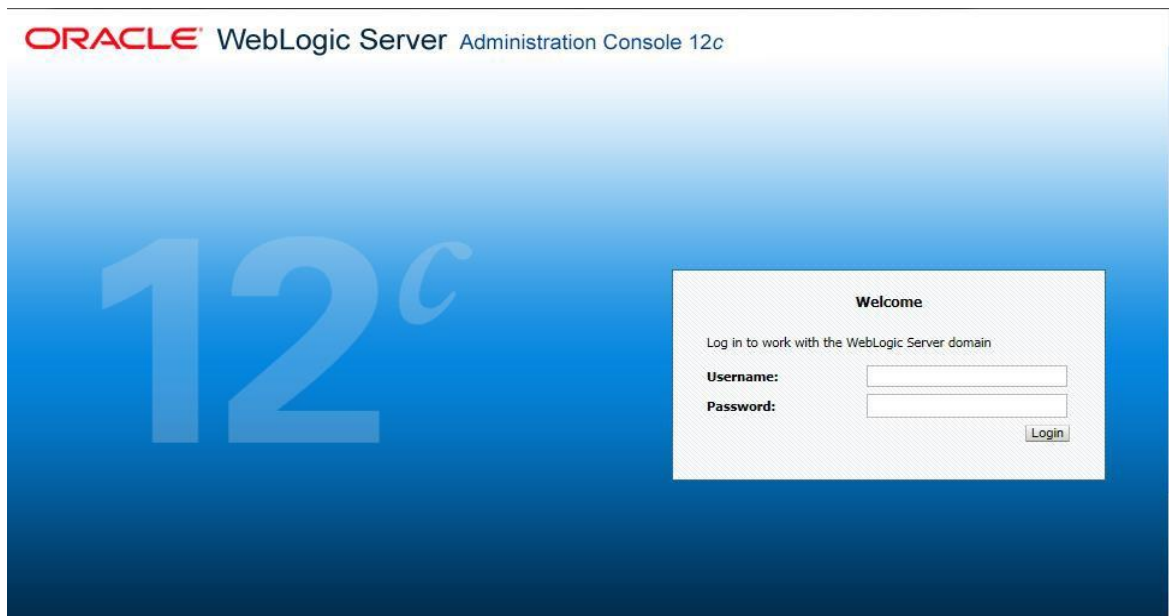 ORACLE WebLogic Server Administration Console 12c
12c
Welcome
Log in to work with the WebLogic Server domain
Username:
Password:
Login